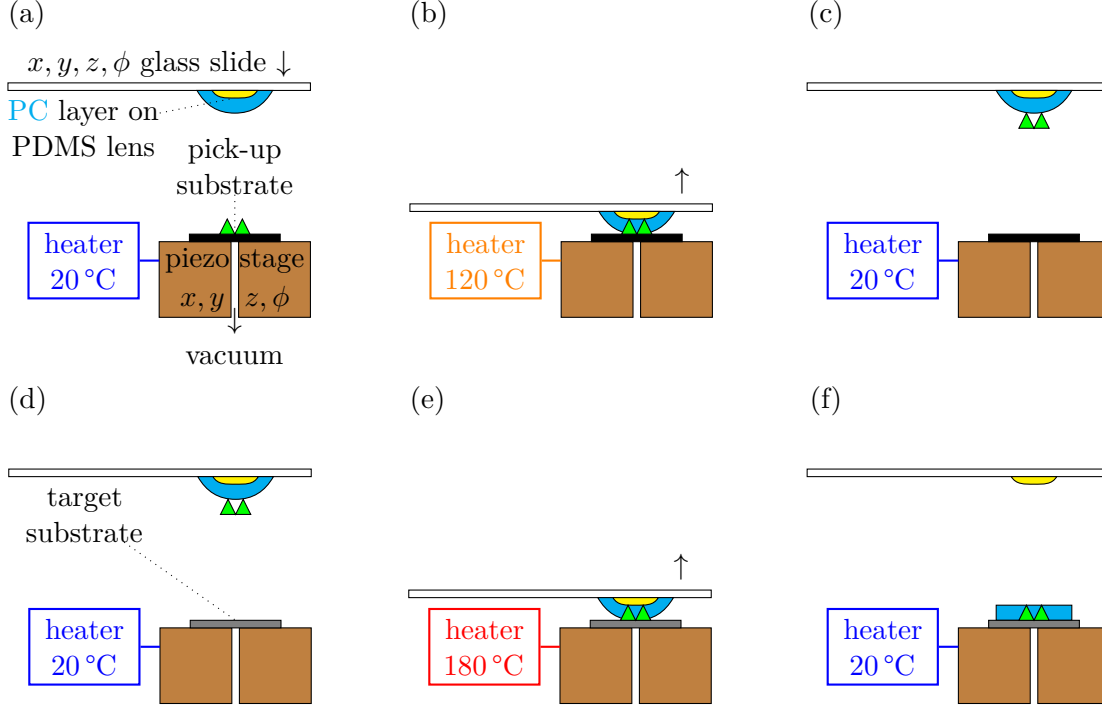 (a)
x, y, z, ϕ glass slide ↓
PC layer on
PDMS lens
pick-up
substrate
heater
20 °C
piezo stage
x, y z, ϕ
vacuum
(b)
↑
heater
120 °C
(c)
heater
20 °C
(d)
target
substrate
heater
20 °C
(e)
↑
heater
180 °C
(f)
heater
20 °C